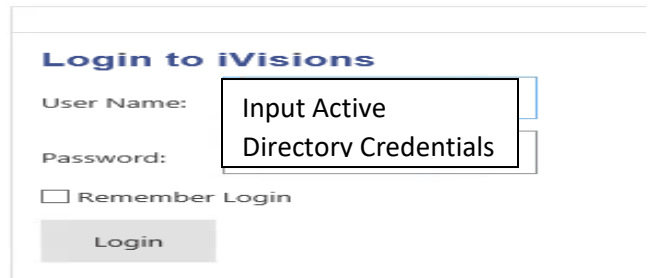 Login to iVisions
User Name:
Input Active
Directory Credentials
Password:
Remember Login
Login